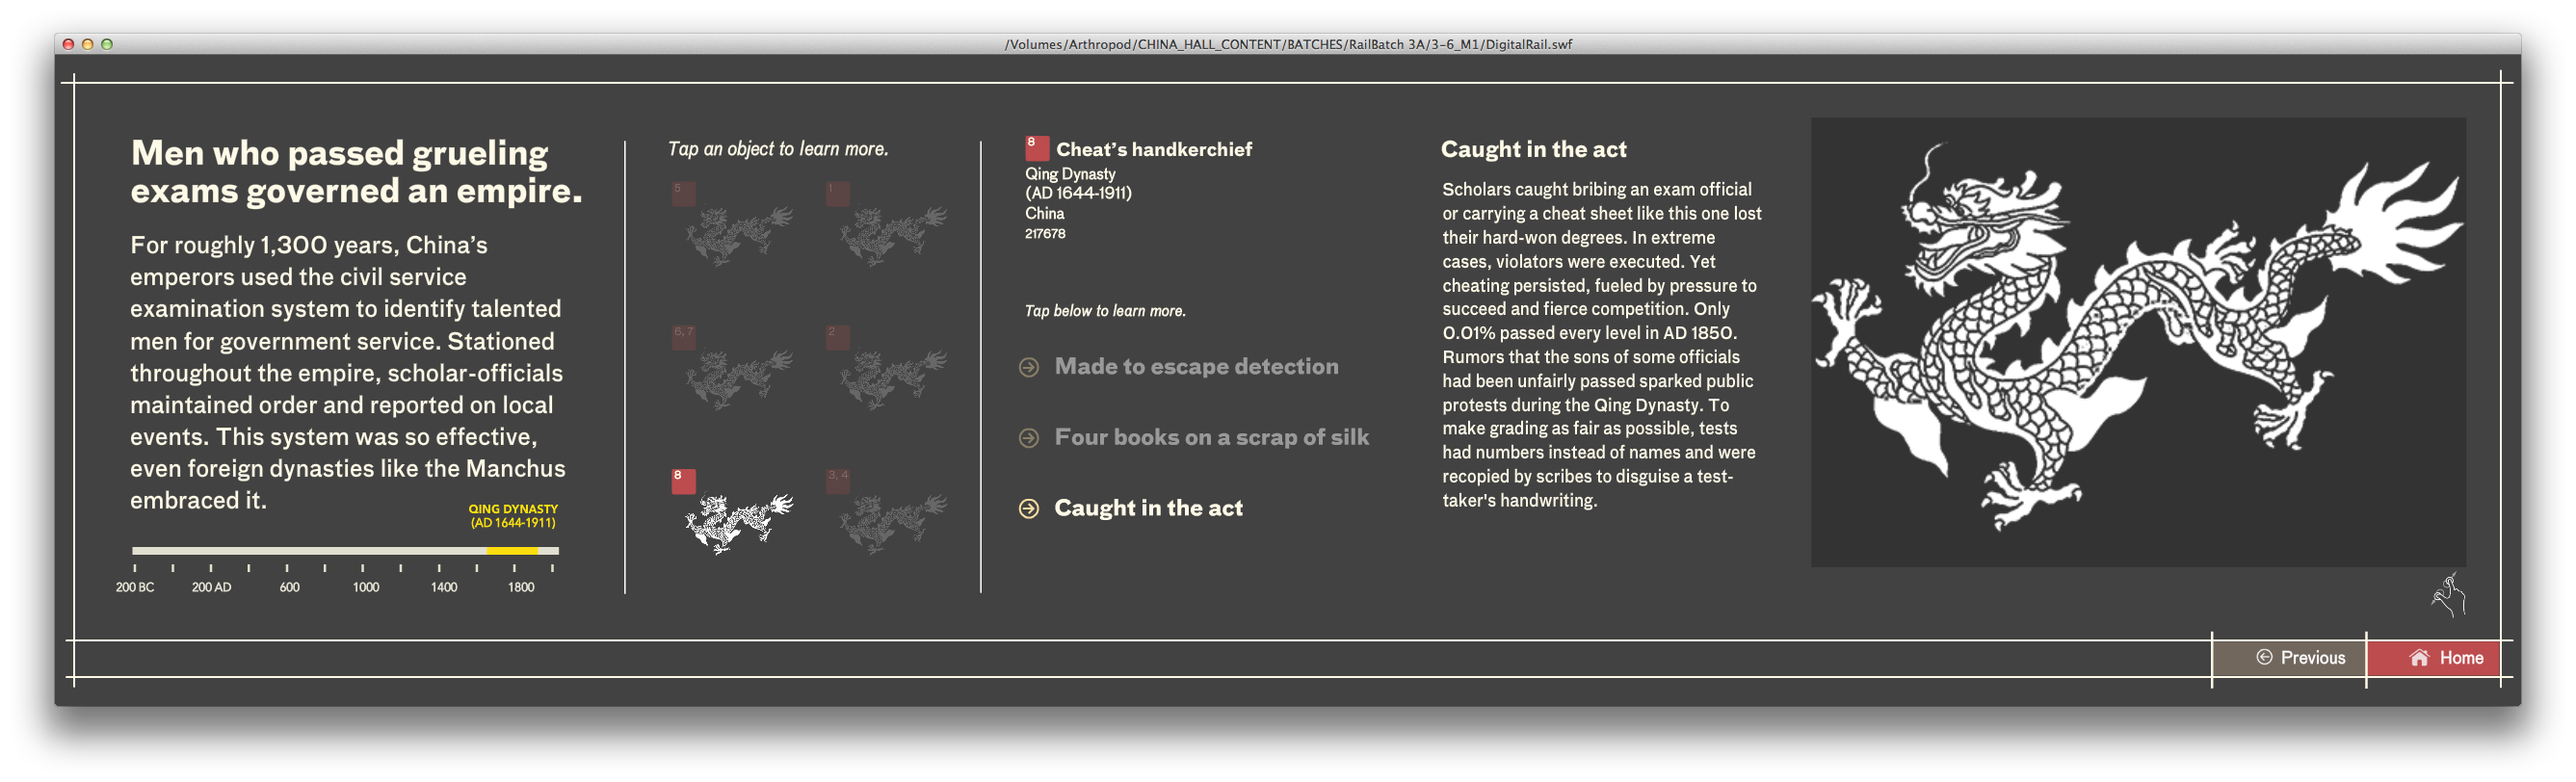 /Volumes/Arthropod/CHINA_HALL_CONTENT/BATCHES/RailBatch 3A/3-6_M1/DigitalRail.swf
Men who passed grueling
exams governed an empire.
For roughly 1,300 years, China's
emperors used the civil service
examination system to identify talented
men for government service. Stationed
throughout the empire, scholar-officials
maintained order and reported on local
events. This system was so effective,
even foreign dynasties like the Manchus
embraced it.
QING DYNASTY
(AD 1644-1911)
200 BC 200 AD 600 1000 1400 1800
Tap an object to learn more.
5 1
6, 7 2
8 3, 4
8 Cheat's handkerchief
Qing Dynasty
(AD 1644-1911)
China
217678
Tap below to learn more.
Made to escape detection
Four books on a scrap of silk
Caught in the act
Caught in the act
Scholars caught bribing an exam official
or carrying a cheat sheet like this one lost
their hard-won degrees. In extreme
cases, violators were executed. Yet
cheating persisted, fueled by pressure to
succeed and fierce competition. Only
0.01% passed every level in AD 1850.
Rumors that the sons of some officials
had been unfairly passed sparked public
protests during the Qing Dynasty. To
make grading as fair as possible, tests
had numbers instead of names and were
recopied by scribes to disguise a test-
taker's handwriting.
Previous
Home